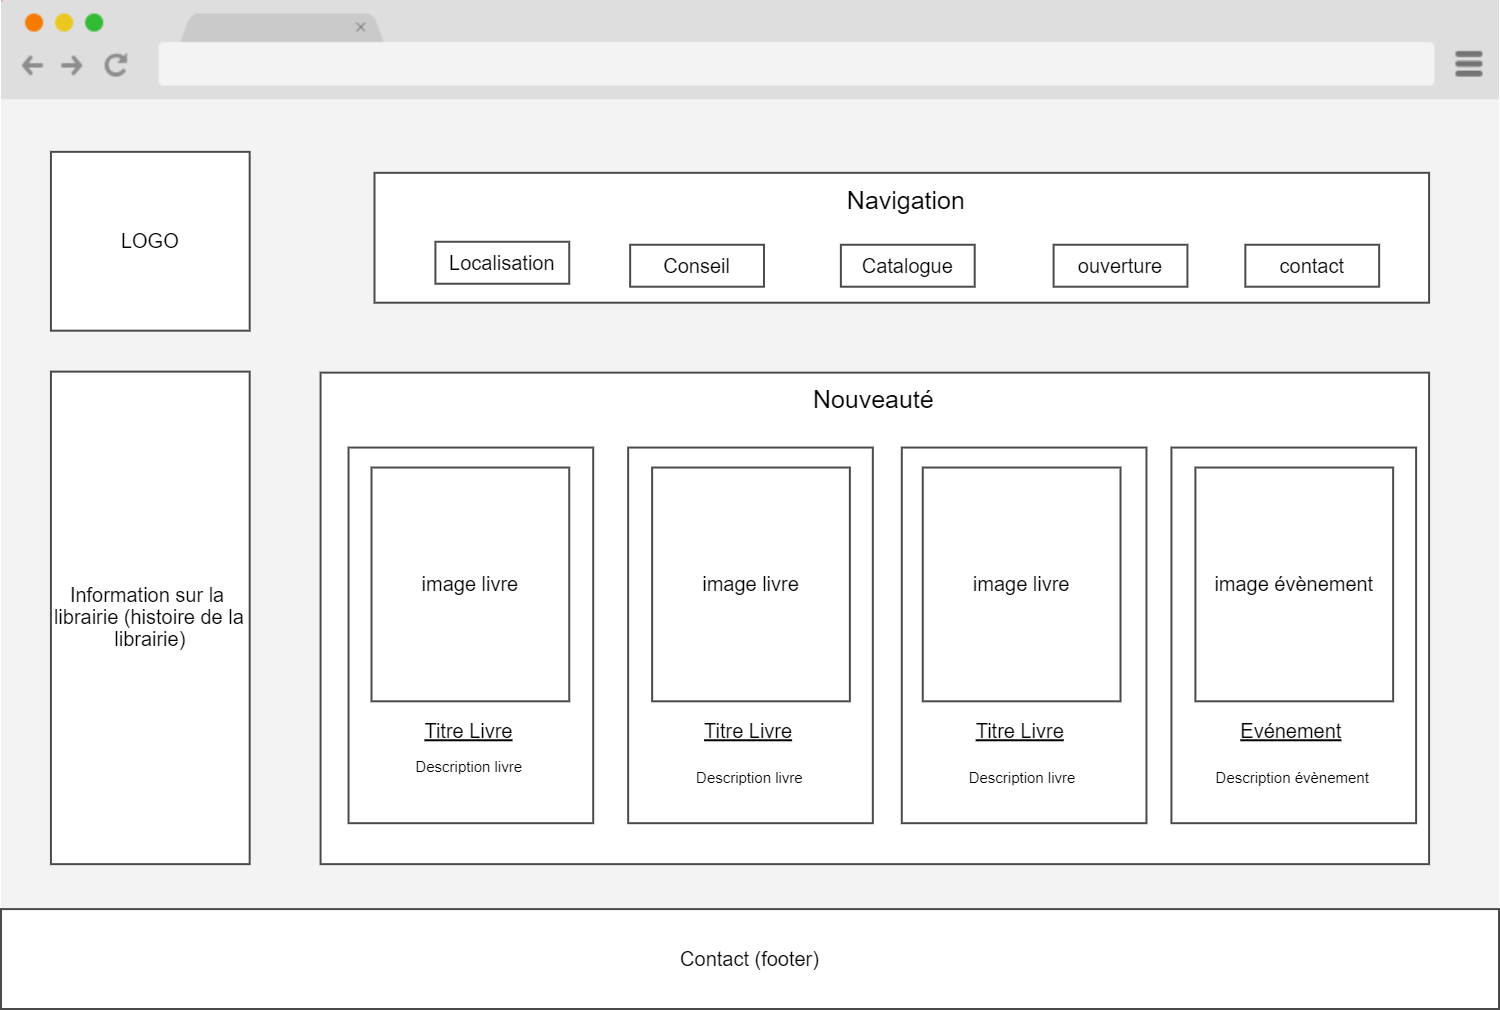 LOGO
Navigation
Localisation
Conseil
Catalogue
ouverture
contact
Information sur la
librairie (histoire de la
librairie)
Nouveauté
image livre
Titre Livre
Description livre
image livre
Titre Livre
Description livre
image livre
Titre Livre
Description livre
image évènement
Evénement
Description évènement
Contact (footer)